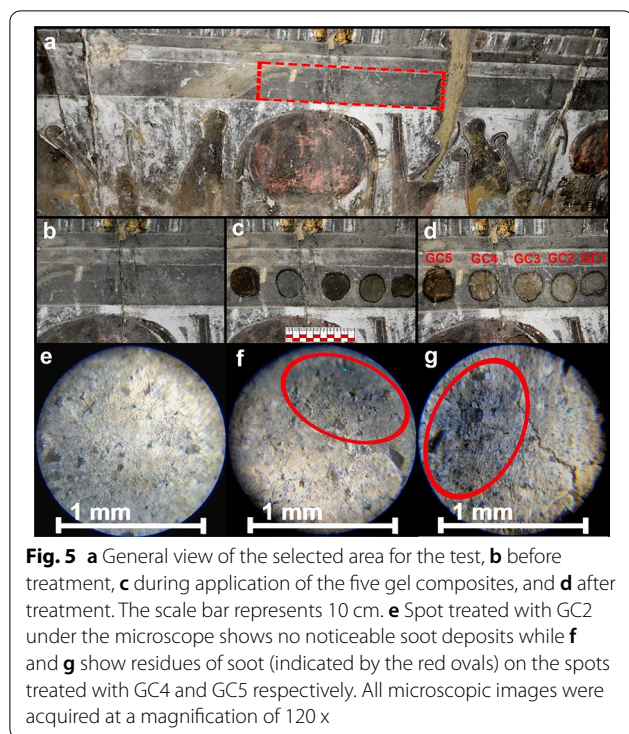 a
b
c
d
GC5 GC4 GC3 GC2 GC1
e
f
g
1 mm
1 mm
1 mm
Fig. 5 a General view of the selected area for the test, b before
treatment, c during application of the five gel composites, and d after
treatment. The scale bar represents 10 cm. e Spot treated with GC2
under the microscope shows no noticeable soot deposits while f
and g show residues of soot (indicated by the red ovals) on the spots
treated with GC4 and GC5 respectively. All microscopic images were
acquired at a magnification of 120 x